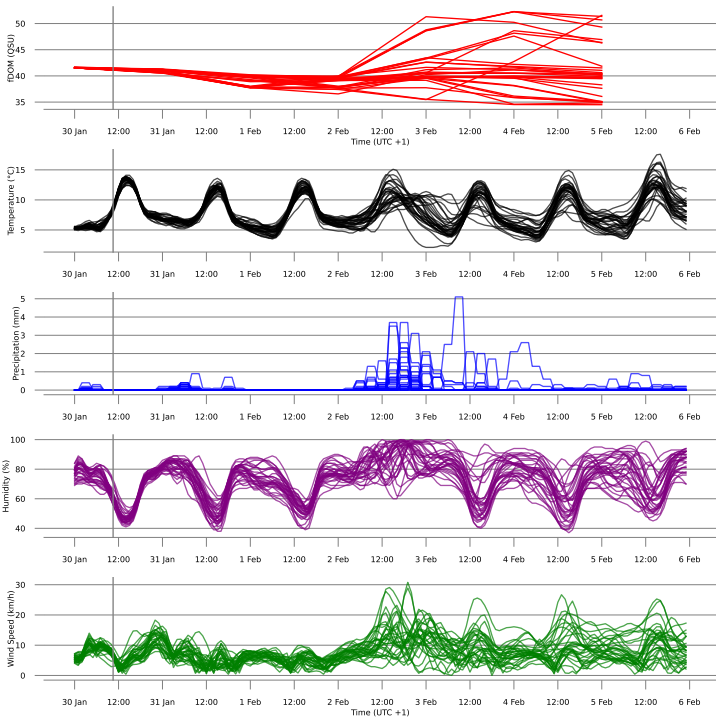 50
45
40
35
fDOM (QSU)
30 Jan 12:00 31 Jan 12:00 1 Feb 12:00 2 Feb 12:00 3 Feb 12:00 4 Feb 12:00 5 Feb 12:00 6 Feb
Time (UTC +1)
15
10
5
Temperature (°C)
30 Jan 12:00 31 Jan 12:00 1 Feb 12:00 2 Feb 12:00 3 Feb 12:00 4 Feb 12:00 5 Feb 12:00 6 Feb
5
4
3
2
1
0
Precipitation (mm)
30 Jan 12:00 31 Jan 12:00 1 Feb 12:00 2 Feb 12:00 3 Feb 12:00 4 Feb 12:00 5 Feb 12:00 6 Feb
100
80
60
40
Humidity (%)
30 Jan 12:00 31 Jan 12:00 1 Feb 12:00 2 Feb 12:00 3 Feb 12:00 4 Feb 12:00 5 Feb 12:00 6 Feb
30
20
10
0
Wind Speed (km/h)
30 Jan 12:00 31 Jan 12:00 1 Feb 12:00 2 Feb 12:00 3 Feb 12:00 4 Feb 12:00 5 Feb 12:00 6 Feb
Time (UTC +1)